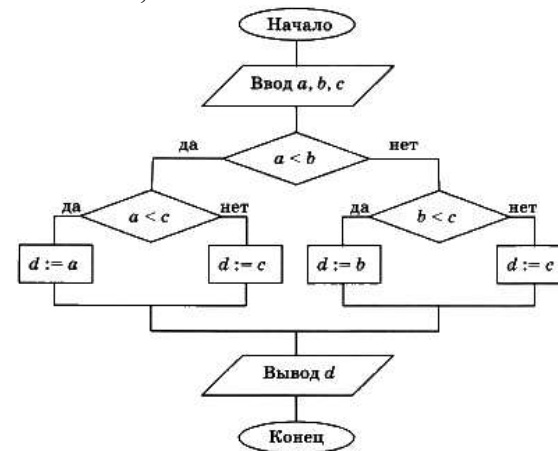 Начало
Ввод a, b, c
да
нет
a < b
да
a < c
нет
да
b < c
нет
d := a
d := c
d := b
d := c
Вывод d
Конец